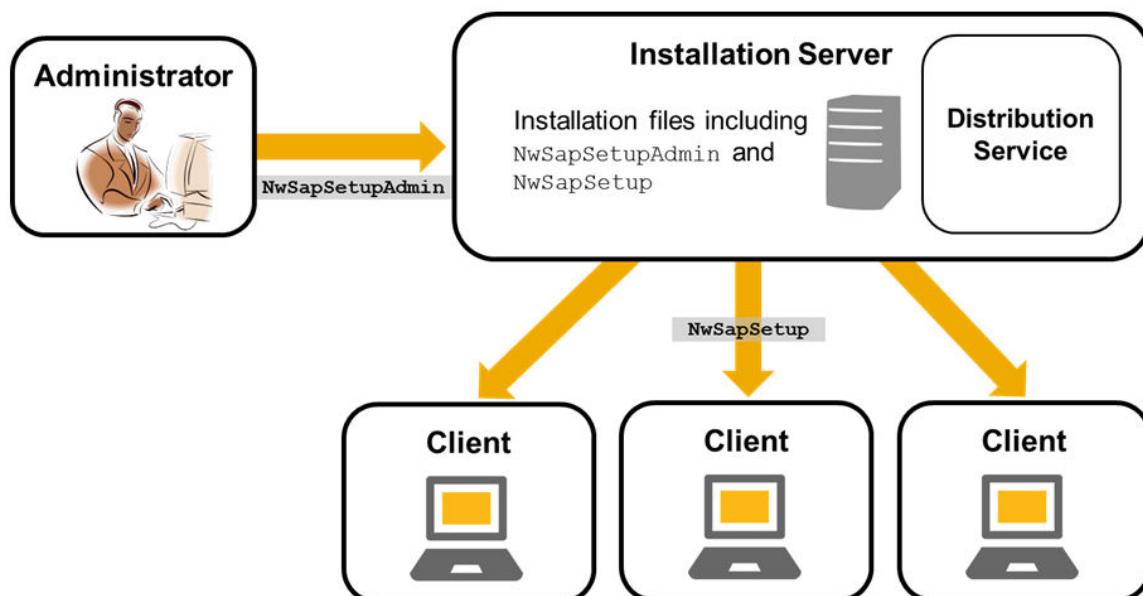 Administrator
NwSapSetupAdmin
Installation Server
Installation files including
NwSapSetupAdmin and
NwSapSetup
Distribution
Service
NwSapSetup
Client
Client
Client